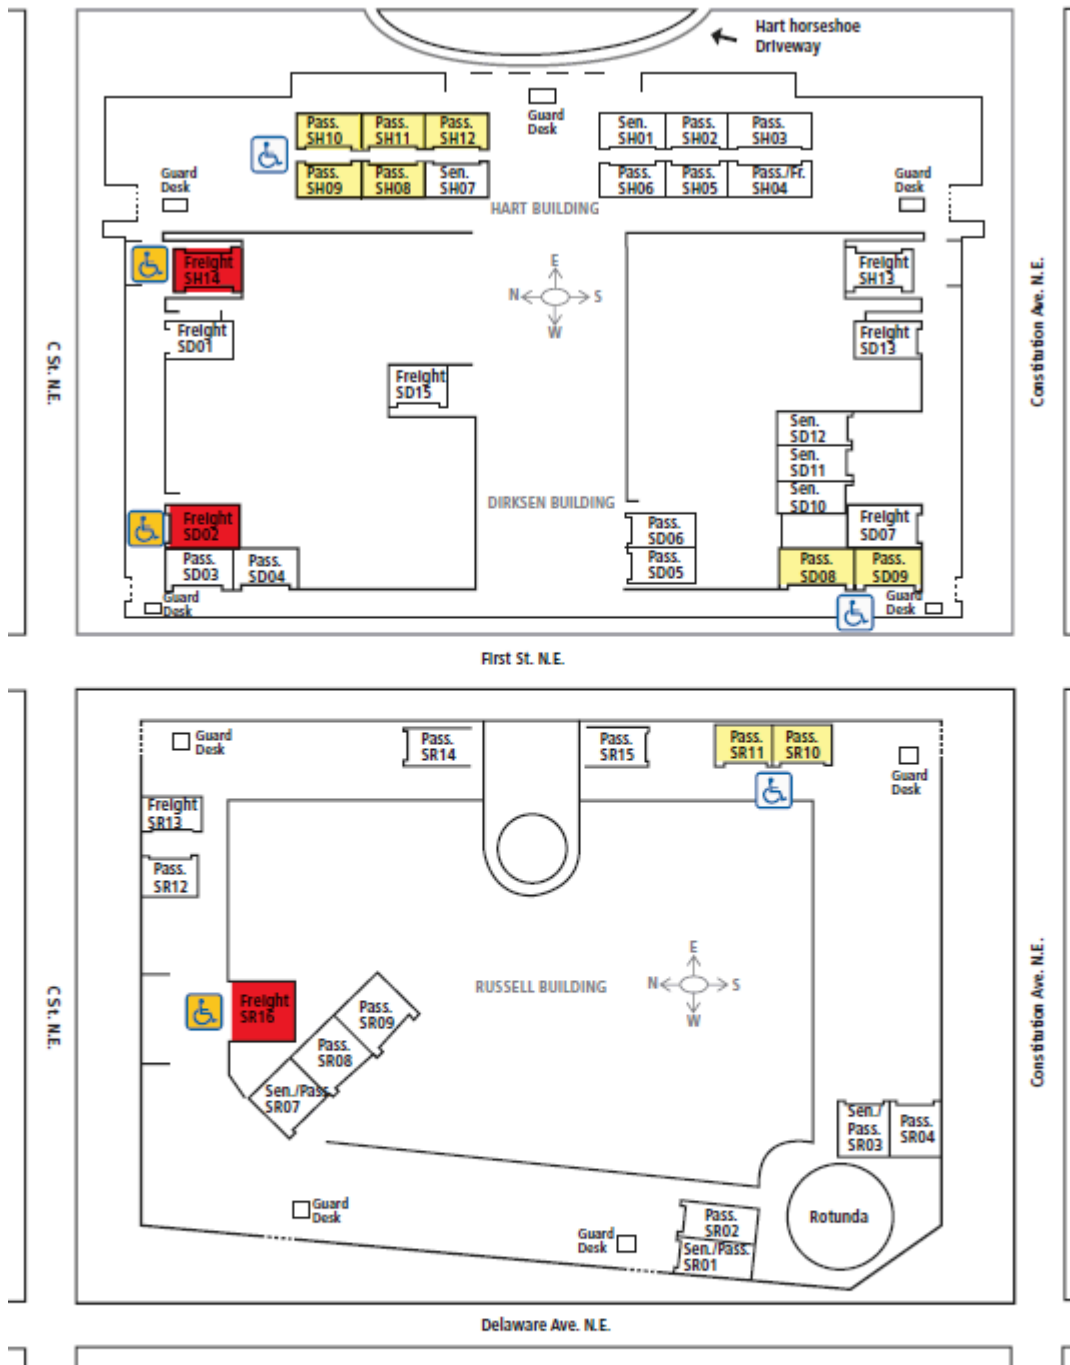 Hart horseshoe
Driveway
Guard
Desk
Pass.
SH10
Pass.
SH11
Pass.
SH12
Sen.
SH01
Pass.
SH02
Pass.
SH03
Pass.
SH09
Pass.
SH08
Sen.
SH07
Pass.
SH06
Pass.
SH05
Pass./Fr.
SH04
Guard
Desk
Guard
Desk
HART BUILDING
Freight
SH14
E
N
S
W
Freight
SH13
Freight
SD01
Freight
SD13
C St. N.E.
Constitution Ave. N.E.
Freight
SD15
Sen.
SD12
Sen.
SD11
Sen.
SD10
DIRKSEN BUILDING
Freight
SD02
Pass.
SD06
Freight
SD07
Pass.
SD03
Pass.
SD04
Pass.
SD05
Pass.
SD08
Pass.
SD09
Guard
Desk
Guard
Desk
First St. N.E.
Guard
Desk
Pass.
SR14
Pass.
SR15
Pass.
SR11
Pass.
SR10
Guard
Desk
Freight
SR13
Pass.
SR12
RUSSELL BUILDING
E
N
S
W
Freight
SR16
Pass.
SR09
Pass.
SR08
Sen./Pass.
SR07
C St. N.E.
Constitution Ave. N.E.
Sen./
Pass.
SR03
Pass.
SR04
Guard
Desk
Pass.
SR02
Rotunda
Guard
Desk
Sen./Pass.
SR01
Delaware Ave. N.E.